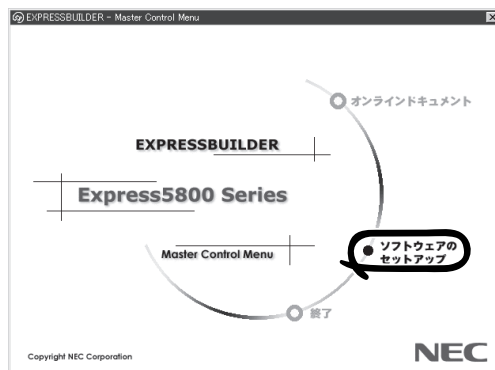 EXPRESSBUILDER - Master Control Menu
オンラインドキュメント
EXPRESSBUILDER
Express5800 Series
ソフトウェアの
セットアップ
Master Control Menu
終了
Copyright NEC Corporation
NEC